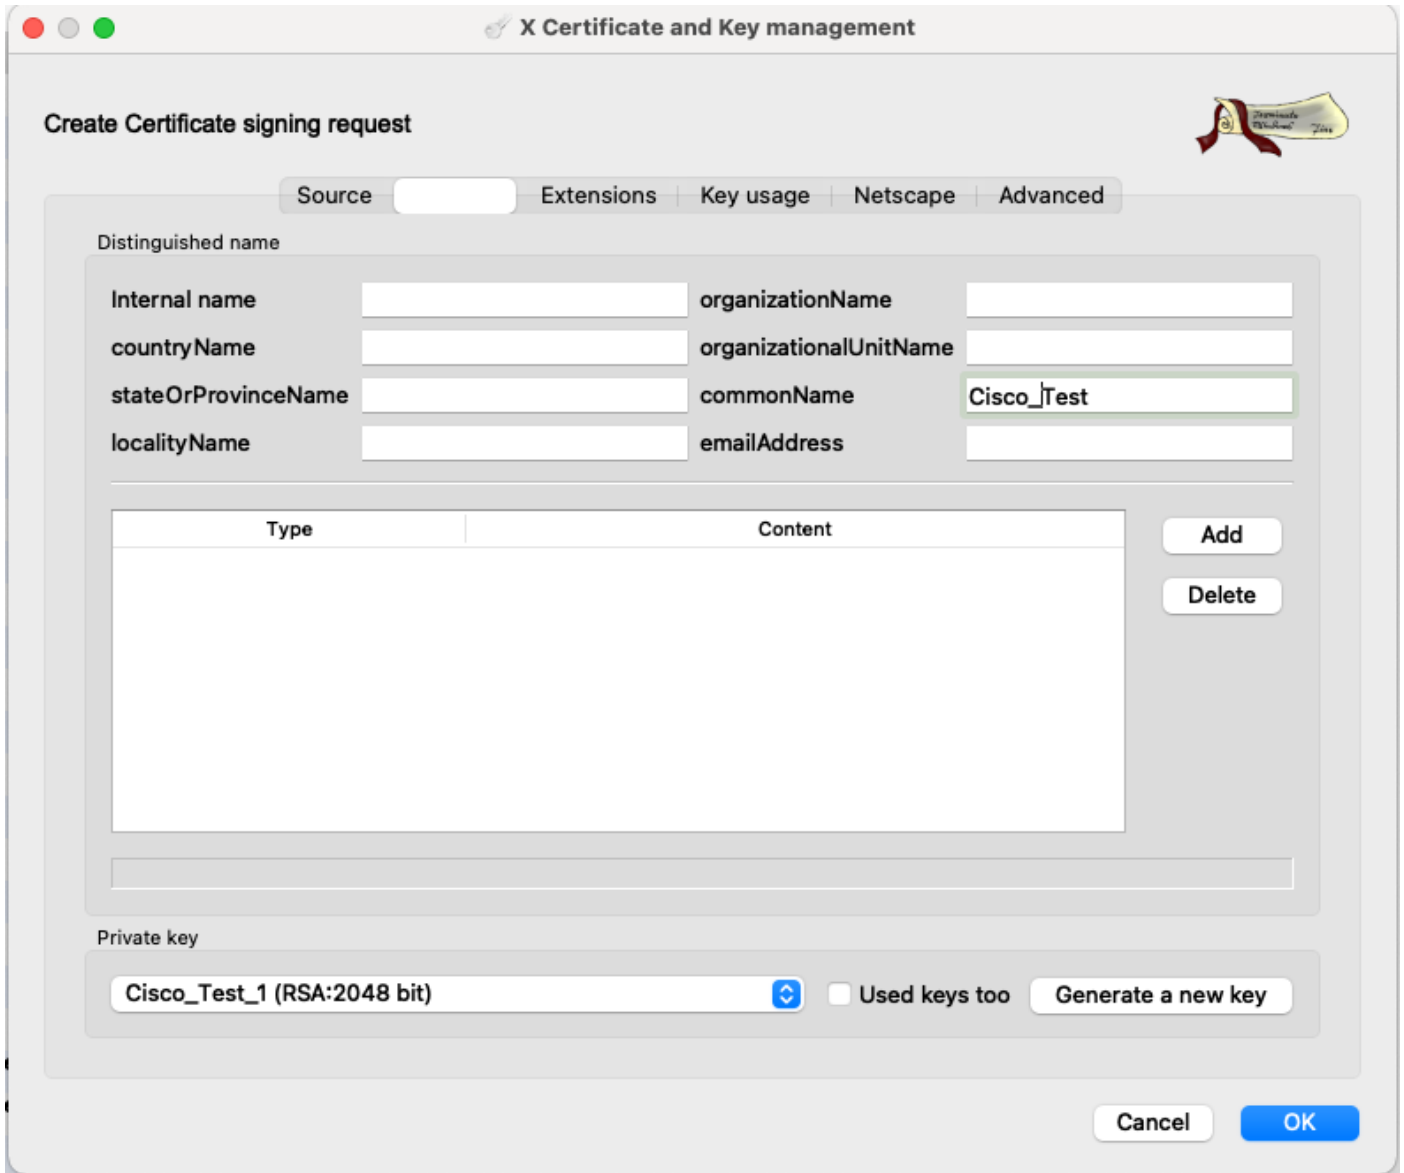 X Certificate and Key management
Create Certificate signing request
Source Extensions Key usage Netscape Advanced
Distinguished name
Internal name organizationName
countryName organizationalUnitName
stateOrProvinceName commonName Cisco_Test
localityName emailAddress
Type Content
Add
Delete
Private key
Cisco_Test_1 (RSA:2048 bit) Used keys too Generate a new key
Cancel OK